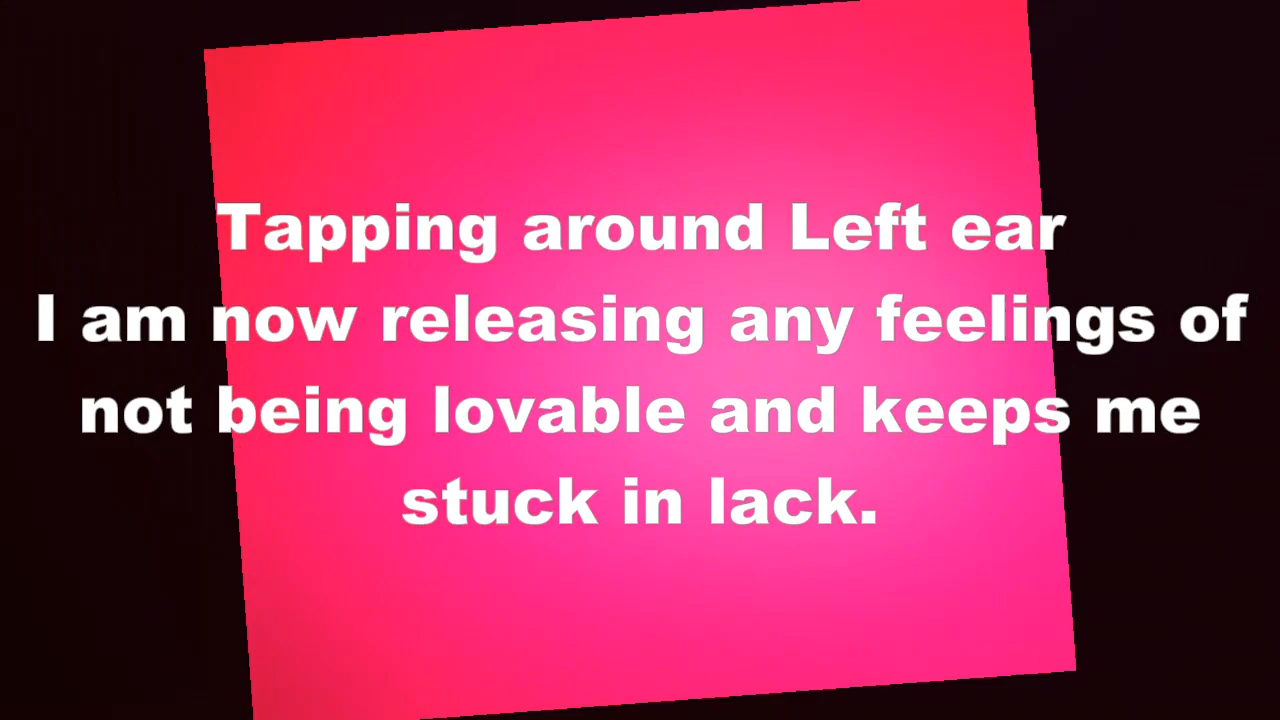 Tapping around Left ear
I am now releasing any feelings of
not being lovable and keeps me
stuck in lack.